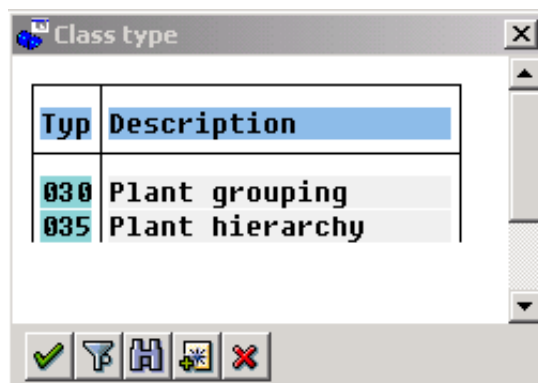 Class type
Typ Description
030 Plant grouping
035 Plant hierarchy